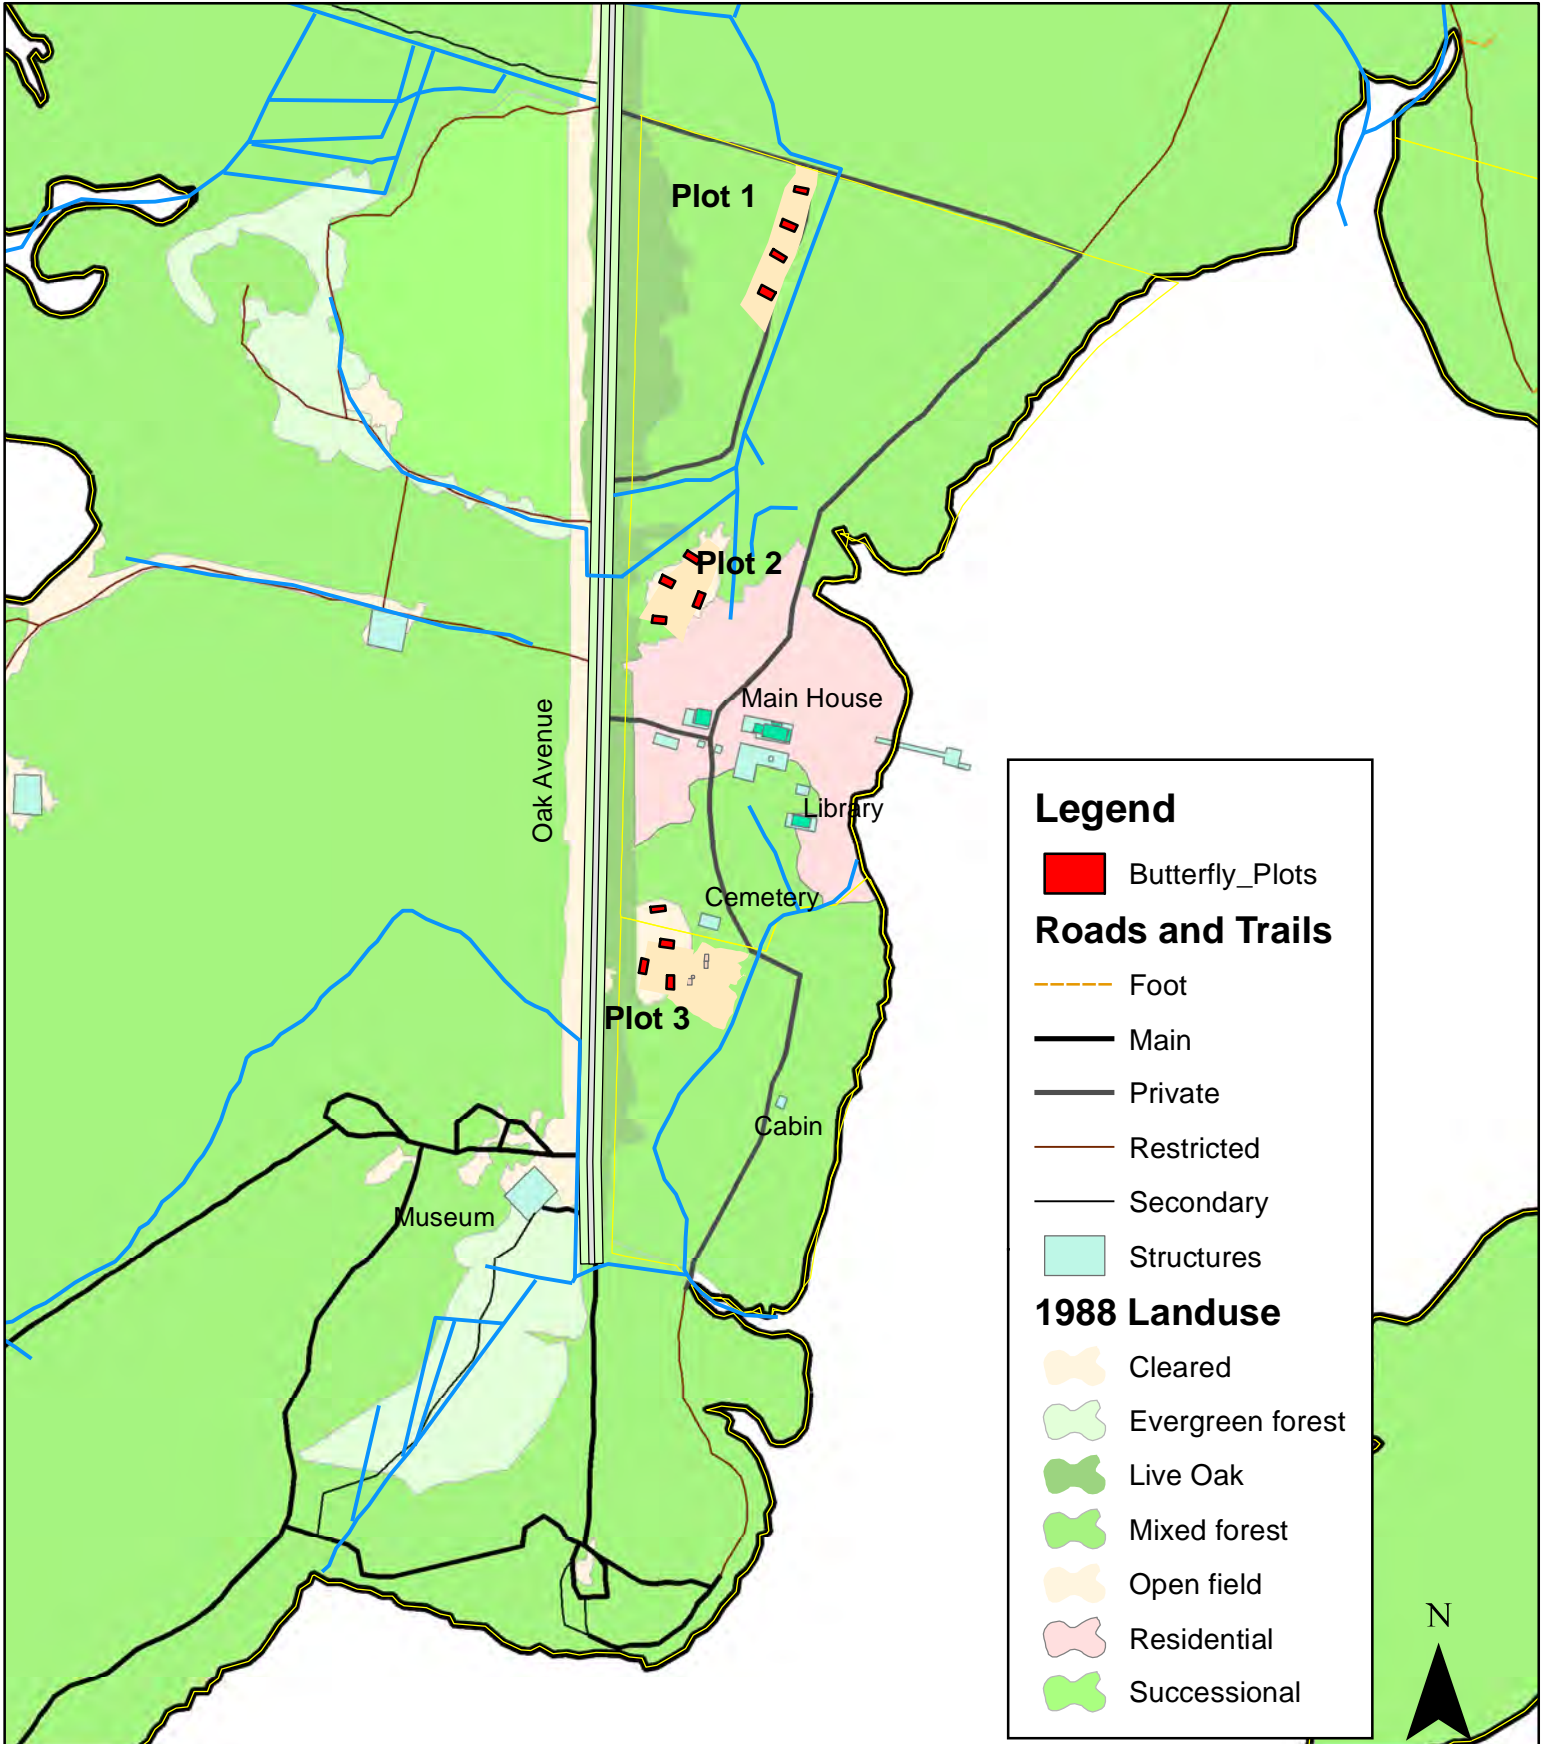 Plot 1
Plot 2
Main House
Oak Avenue
Library
Cemetery
Plot 3
Cabin
Museum
Legend
Butterfly_Plots
Roads and Trails
Foot
Main
Private
Restricted
Secondary
Structures
1988 Landuse
Cleared
Evergreen forest
Live Oak
Mixed forest
Open field
Residential
Successional
N